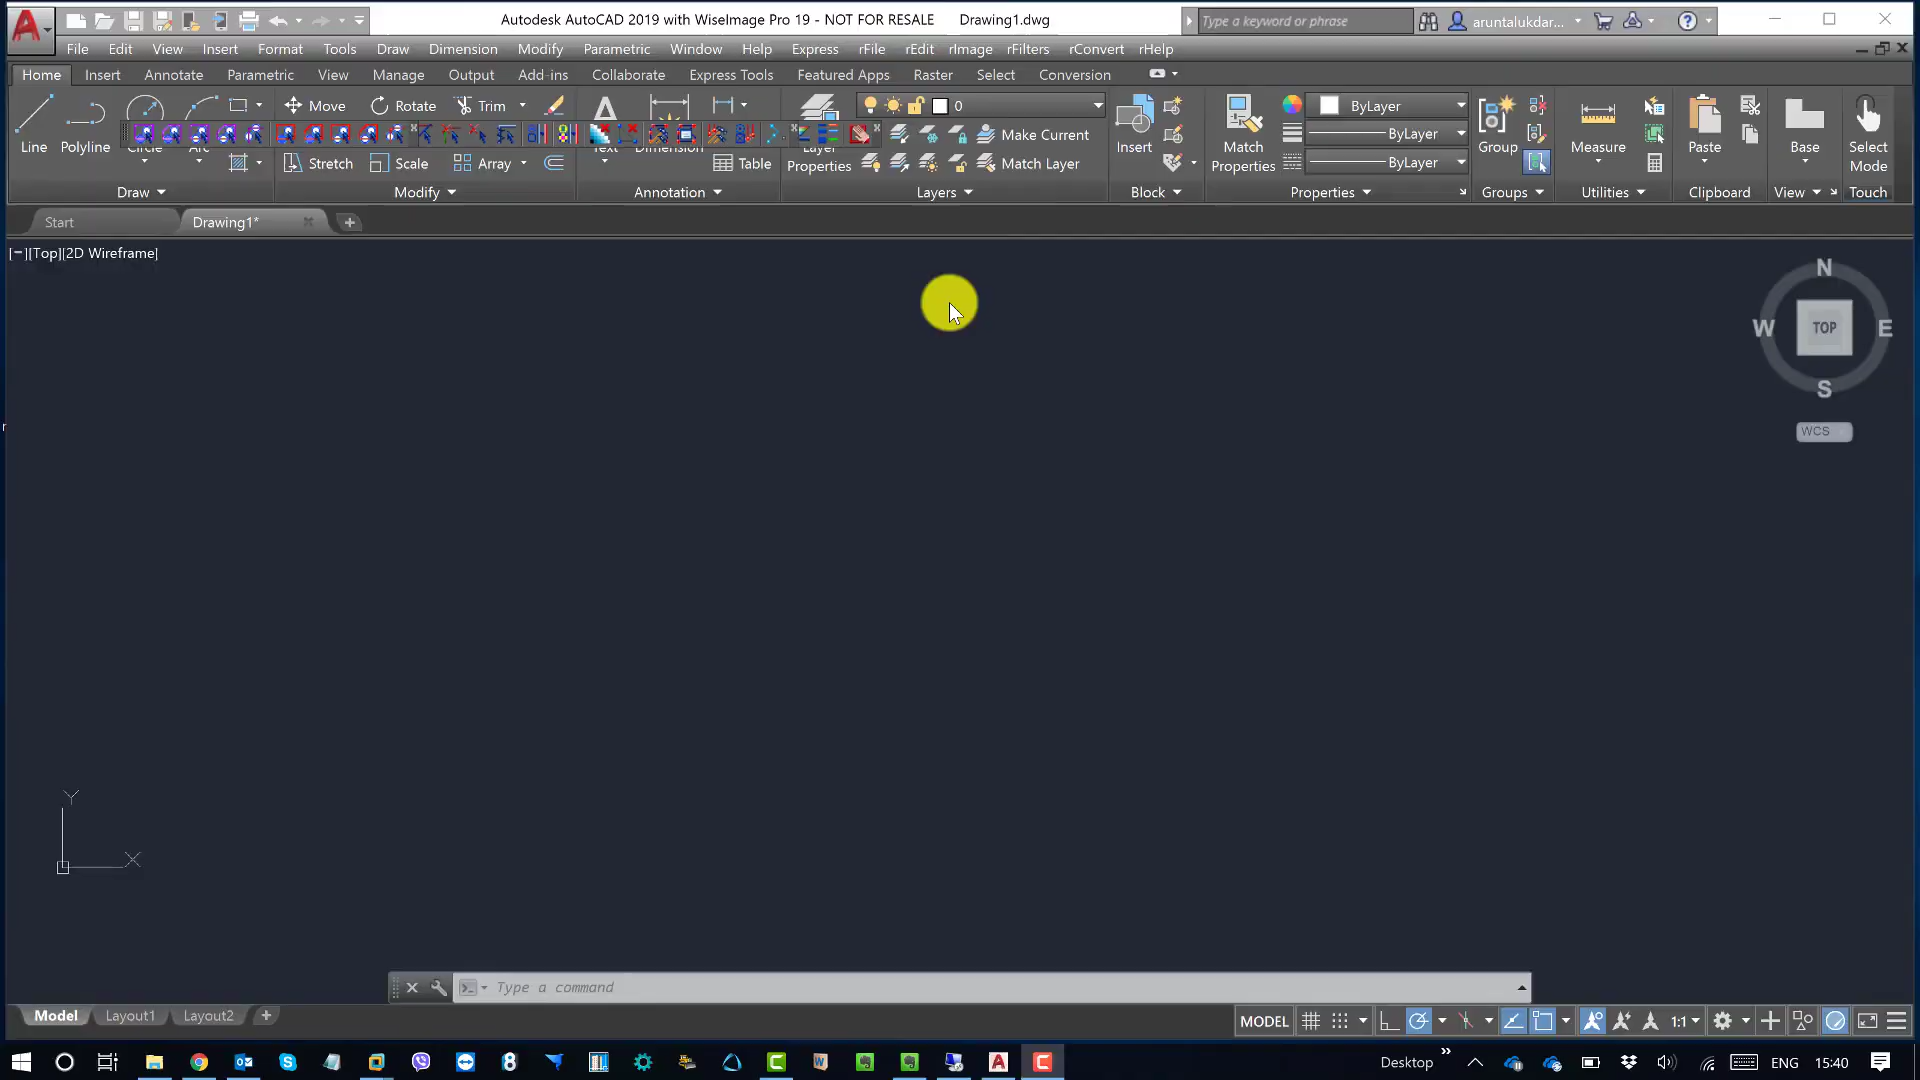 Autodesk AutoCAD 2019 with WiseImage Pro 19 - NOT FOR RESALE Drawing1.dwg Type a keyword or phrase aruntalukdar...
File Edit View Insert Format Tools Draw Dimension Modify Parametric Window Help Express rFile rEdit rImage rFilters rConvert rHelp
Home Insert Annotate Parametric View Manage Output Add-ins Collaborate Express Tools Featured Apps Raster Select Conversion
Move Rotate Trim 0 ByLayer
Make Current ByLayer
Line Polyline Circle Arc Text Dimension Layer Insert Match Group Measure Paste Base Select
Stretch Scale Array Table Properties Match Layer Properties ByLayer Mode
Draw Modify Annotation Layers Block Properties Groups Utilities Clipboard View Touch
Start Drawing1*
[−][Top][2D Wireframe]
N
W TOP E
S
WCS
Y
X
Type a command
Model Layout1 Layout2 MODEL 1:1
Desktop ENG 15:40